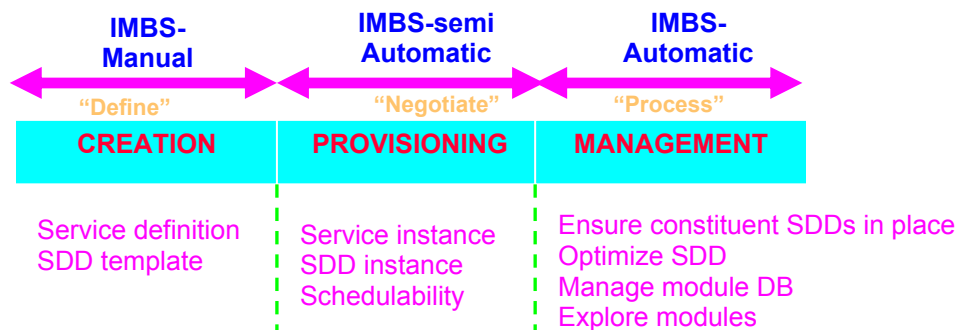 IMBS-
Manual
IMBS-semi
Automatic
IMBS-
Automatic
“Define”
“Negotiate”
“Process”
CREATION
PROVISIONING
MANAGEMENT
Service definition
SDD template
Service instance
SDD instance
Schedulability
Ensure constituent SDDs in place
Optimize SDD
Manage module DB
Explore modules